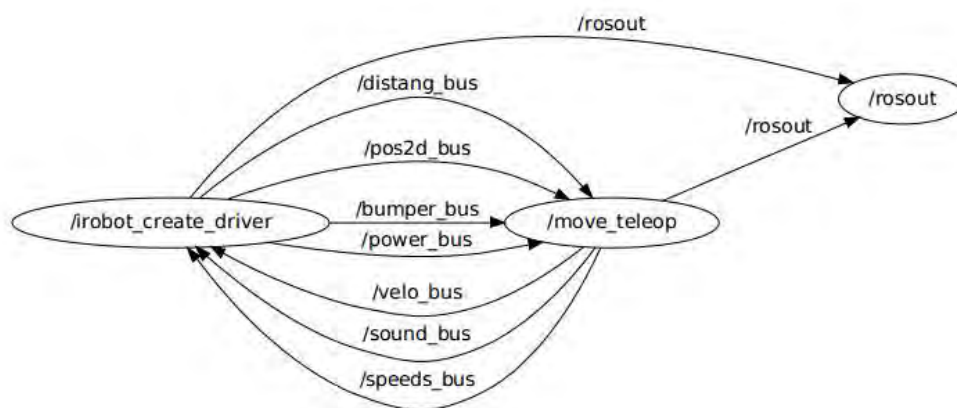 /rosout
/distang_bus
/rosout
/rosout
/pos2d_bus
/irobot_create_driver
/bumper_bus
/move_teleop
/power_bus
/velo_bus
/sound_bus
/speeds_bus